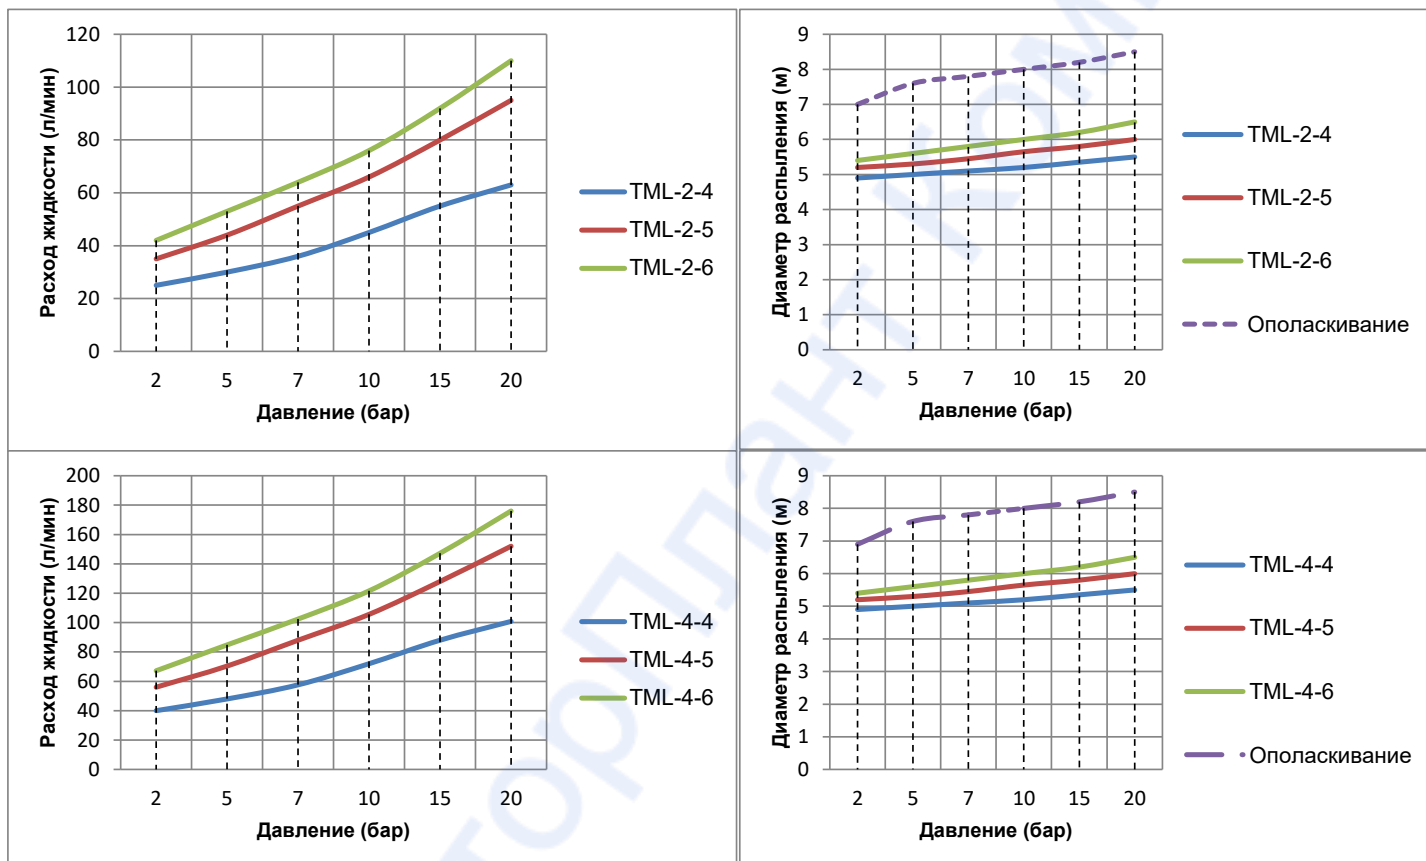 120
100
80
60
40
20
0
2 5 7 10 15 20
Расход жидкости (л/мин)
Давление (бар)
TML-2-4
TML-2-5
TML-2-6
9
8
7
6
5
4
3
2
1
0
2 5 7 10 15 20
Диаметр распыления (м)
Давление (бар)
TML-2-4
TML-2-5
TML-2-6
Ополаскивание
200
180
160
140
120
100
80
60
40
20
0
2 5 7 10 15 20
Расход жидкости (л/мин)
Давление (бар)
TML-4-4
TML-4-5
TML-4-6
9
8
7
6
5
4
3
2
1
0
2 5 7 10 15 20
Диаметр распыления (м)
Давление (бар)
TML-4-4
TML-4-5
TML-4-6
Ополаскивание